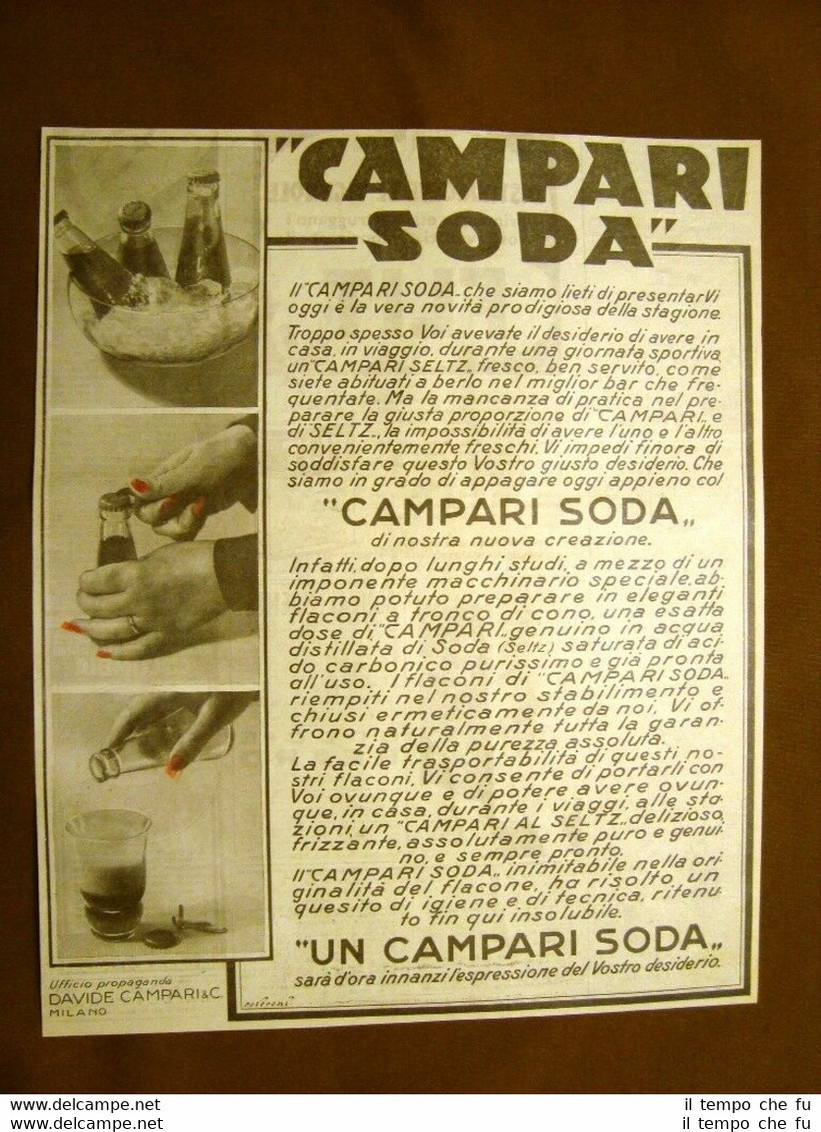 "CAMPARI
SODA"
Il "CAMPARI SODA„ che siamo lieti di presentarVi
oggi è la vera novità prodigiosa della stagione.
Troppo spesso Voi avevate il desiderio di avere in
casa, in viaggio, durante una giornata sportiva,
un "CAMPARI SELTZ„ fresco, ben servito, come
siete abituati a berlo nel miglior bar che fre-
quentate. Ma la mancanza di pratica nel pre-
parare la giusta proporzione di "CAMPARI„ e
di "SELTZ„, la impossibilità di avere l'uno e l'altro
convenientemente freschi, Vi impedì finora di
soddisfare questo Vostro giusto desiderio. Che
siamo in grado di appagare oggi appieno col
"CAMPARI SODA„
di nostra nuova creazione.
Infatti, dopo lunghi studi, a mezzo di un
imponente macchinario speciale, ab-
biamo potuto preparare in eleganti
flaconi a tronco di cono, una esatta
dose di "CAMPARI„ genuino in acqua
distillata di Soda (Seltz) saturata di aci-
do carbonico purissimo e già pronta
all'uso. I flaconi di "CAMPARI SODA„
riempiti nel nostro stabilimento e
chiusi ermeticamente da noi, Vi of-
frono naturalmente tutta la garan-
zia della purezza assoluta.
La facile trasportabilità di questi no-
stri flaconi, Vi consente di portarli con
Voi ovunque e di potere avere ovun-
que, in casa, durante i viaggi, alle sta-
zioni, un "CAMPARI AL SELTZ„ delizioso,
frizzante, assolutamente puro e genui-
no, e sempre pronto.
Il "CAMPARI SODA„ inimitabile nella ori-
ginalità del flacone, ha risolto un
quesito di igiene e di tecnica, ritenu-
to fin qui insolubile.
"UN CAMPARI SODA„
sarà d'ora innanzi l'espressione del Vostro desiderio.
Ufficio propaganda
DAVIDE CAMPARI & C.
MILANO
www.delcampe.net
www.delcampe.net
il tempo che fu
il tempo che fu